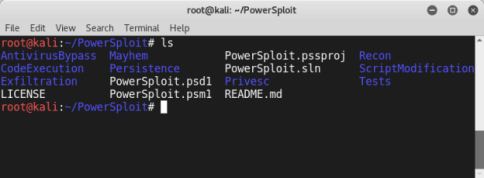 root@kali: ~/PowerSploit
File Edit View Search Terminal Help
root@kali:~/PowerSploit# ls
AntivirusBypass Mayhem PowerSploit.pssproj Recon
CodeExecution Persistence PowerSploit.sln ScriptModification
Exfiltration PowerSploit.psd1 Privesc Tests
LICENSE PowerSploit.psm1 README.md
root@kali:~/PowerSploit#